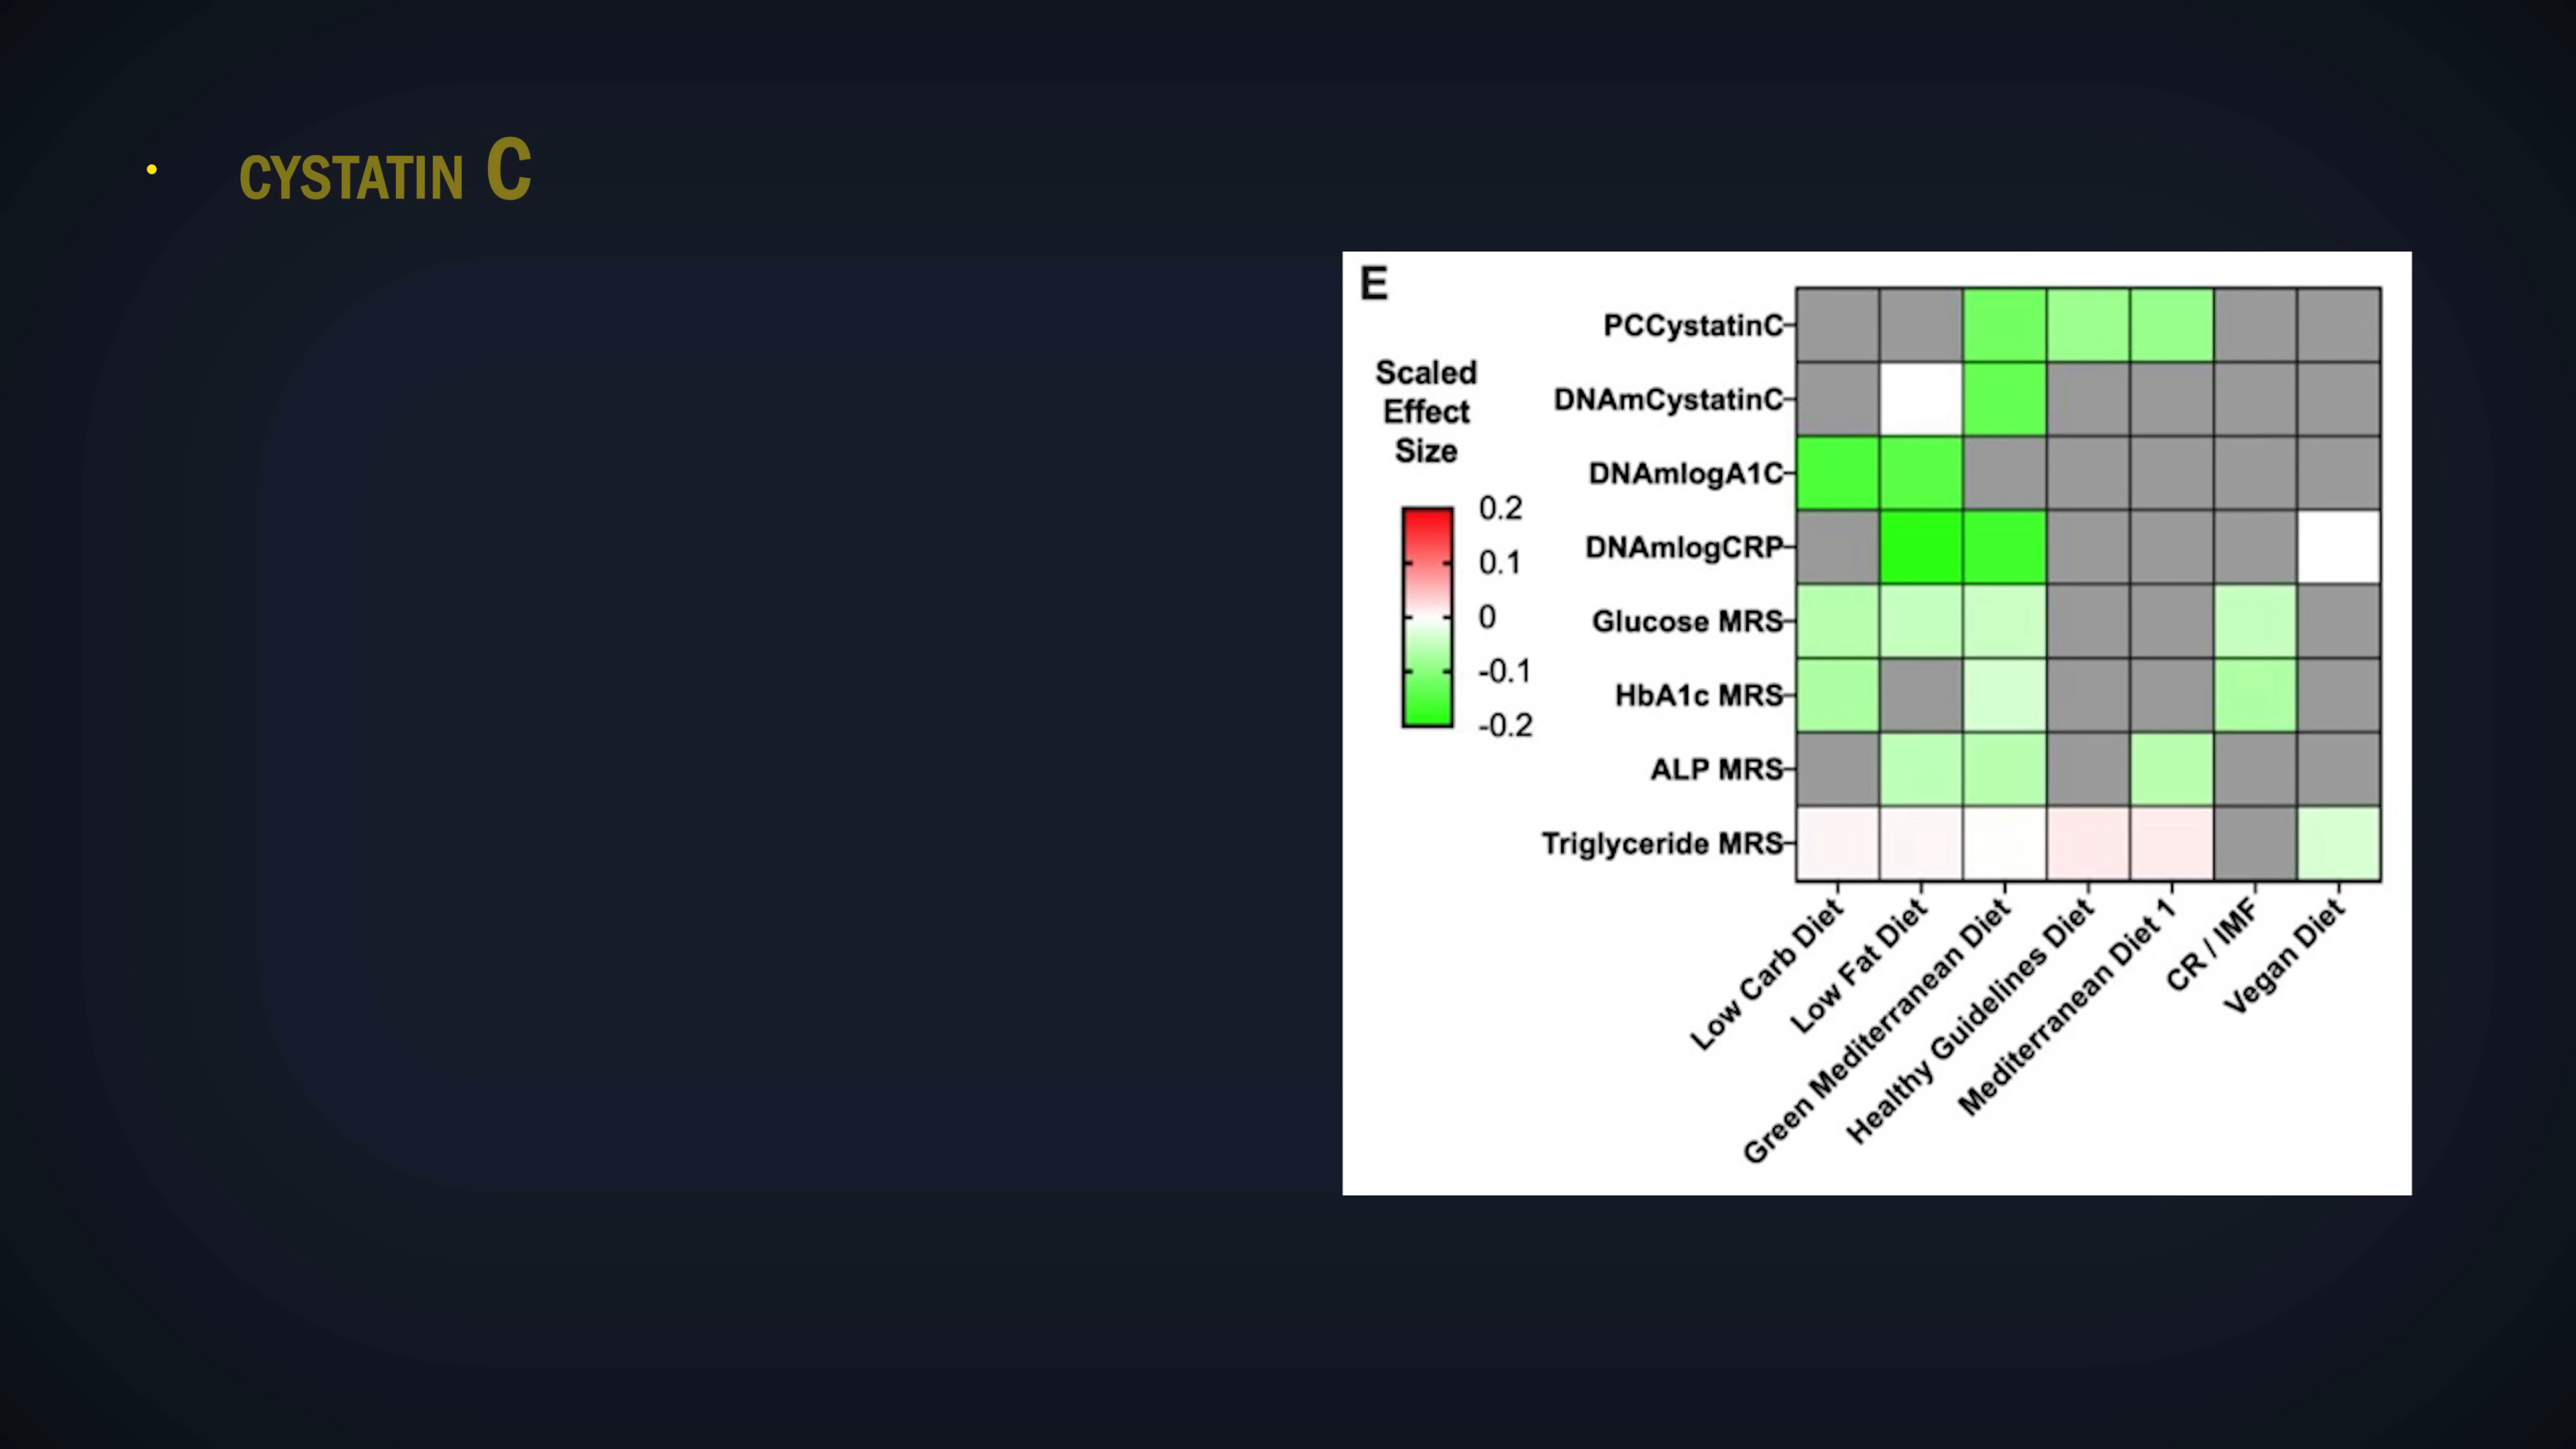 • CYSTATIN C
E
Scaled
Effect
Size
0.2
0.1
0
-0.1
-0.2
PCCystatinC
DNAmCystatinC
DNAmlogA1C
DNAmlogCRP
Glucose MRS
HbA1c MRS
ALP MRS
Triglyceride MRS
Low Carb Diet
Low Fat Diet
Green Mediterranean Diet
Healthy Guidelines Diet
Mediterranean Diet 1
CR / IMF
Vegan Diet